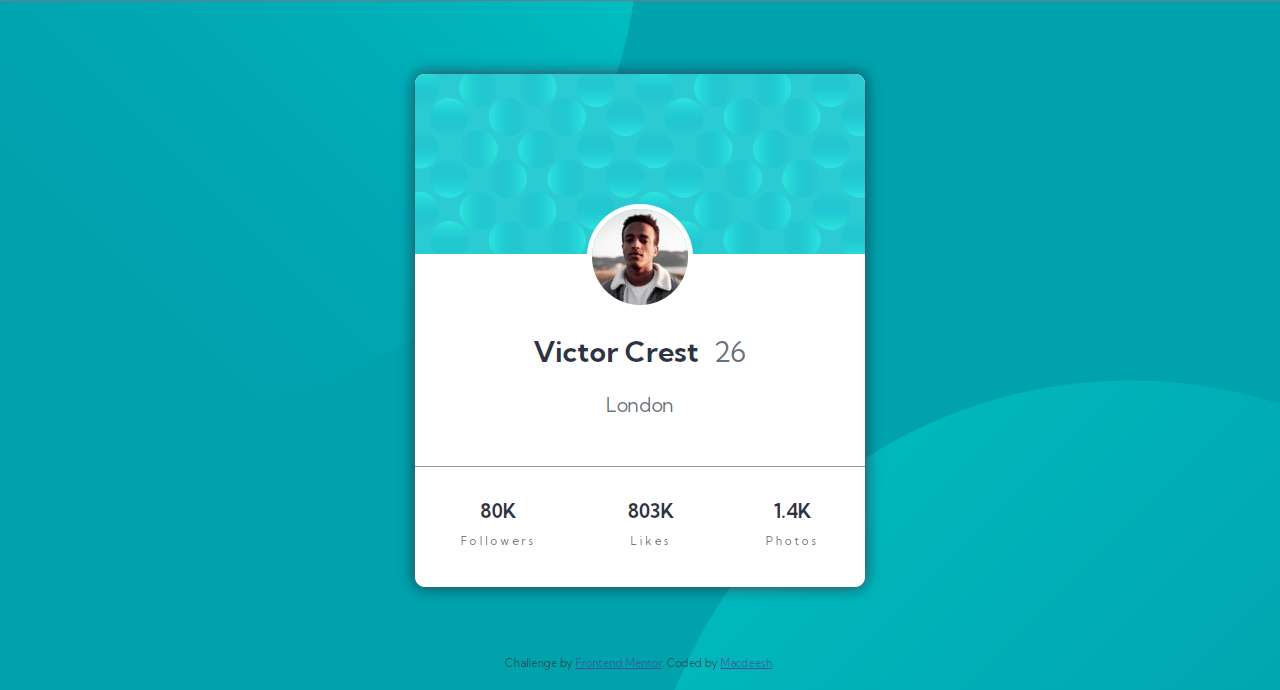 Victor Crest 26
London
80K 803K 1.4K
Followers Likes Photos
Challenge by Frontend Mentor. Coded by Macdeesh.